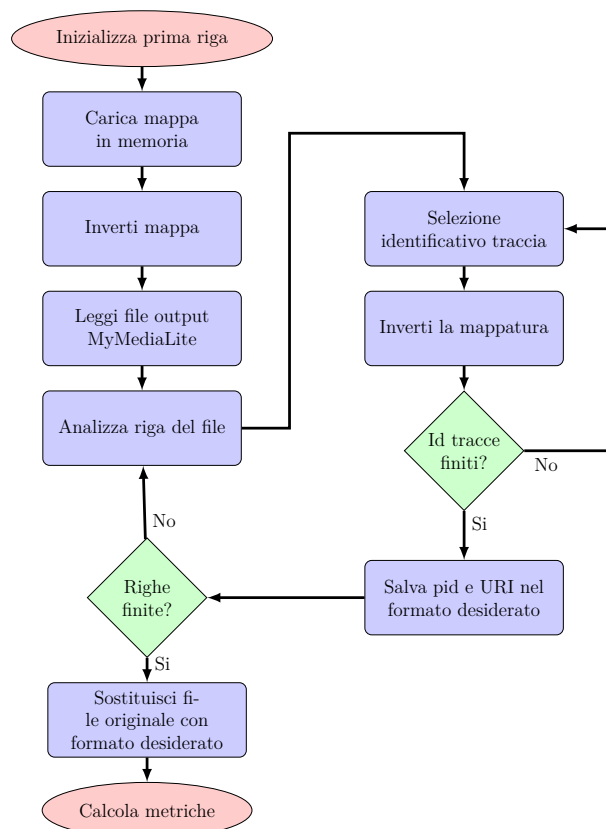 Inizializza prima riga
Carica mappa
in memoria
Inverti mappa
Leggi file output
MyMediaLite
Analizza riga del file
Selezione
identificativo traccia
Inverti la mappatura
Id tracce
finiti?
No
Si
Salva pid e URI nel
formato desiderato
No
Righe
finite?
Si
Sostituisci fi-
le originale con
formato desiderato
Calcola metriche